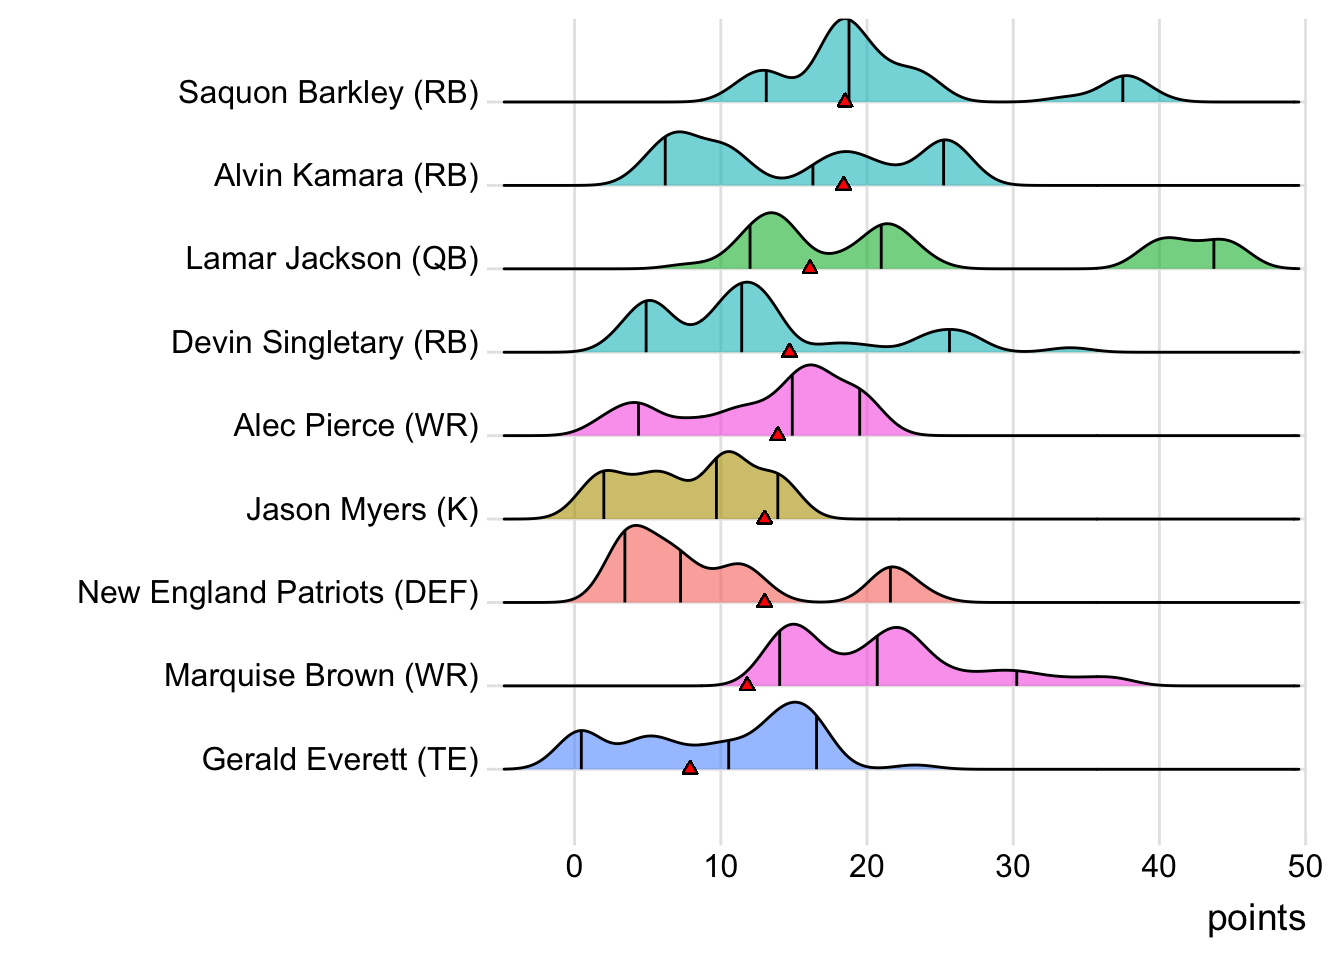 Saquon Barkley (RB)
Alvin Kamara (RB)
Lamar Jackson (QB)
Devin Singletary (RB)
Alec Pierce (WR)
Jason Myers (K)
New England Patriots (DEF)
Marquise Brown (WR)
Gerald Everett (TE)
0 10 20 30 40 50
points